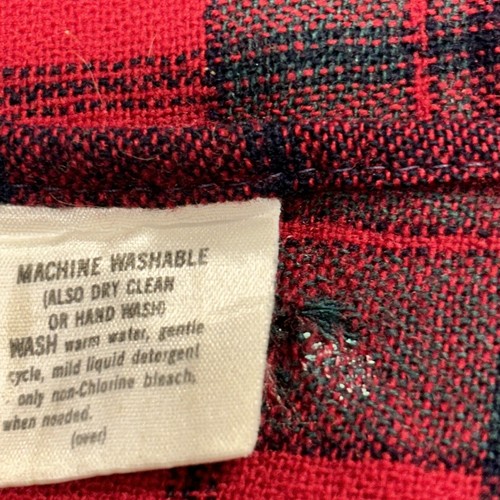 MACHINE WASHABLE
(ALSO DRY CLEAN
OR HAND WASH)
WASH warm water, gentle
cycle, mild liquid detergent
only non-Chlorine bleach,
when needed.
(over)